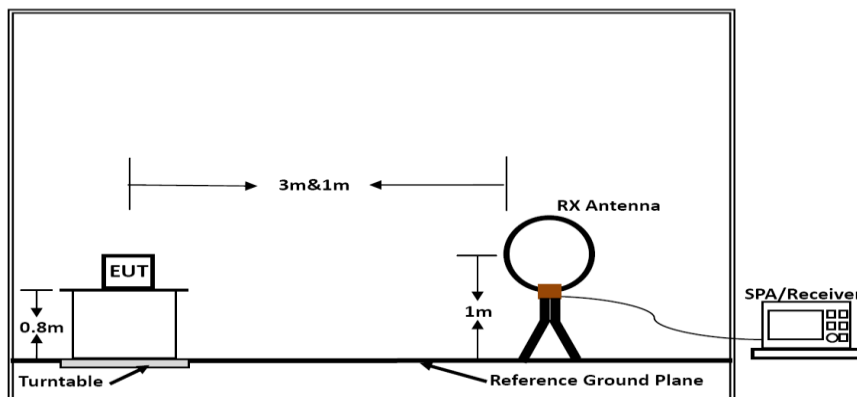 3m&1m
RX Antenna
EUT
SPA/Receiver
0.8m
1m
Turntable
Reference Ground Plane